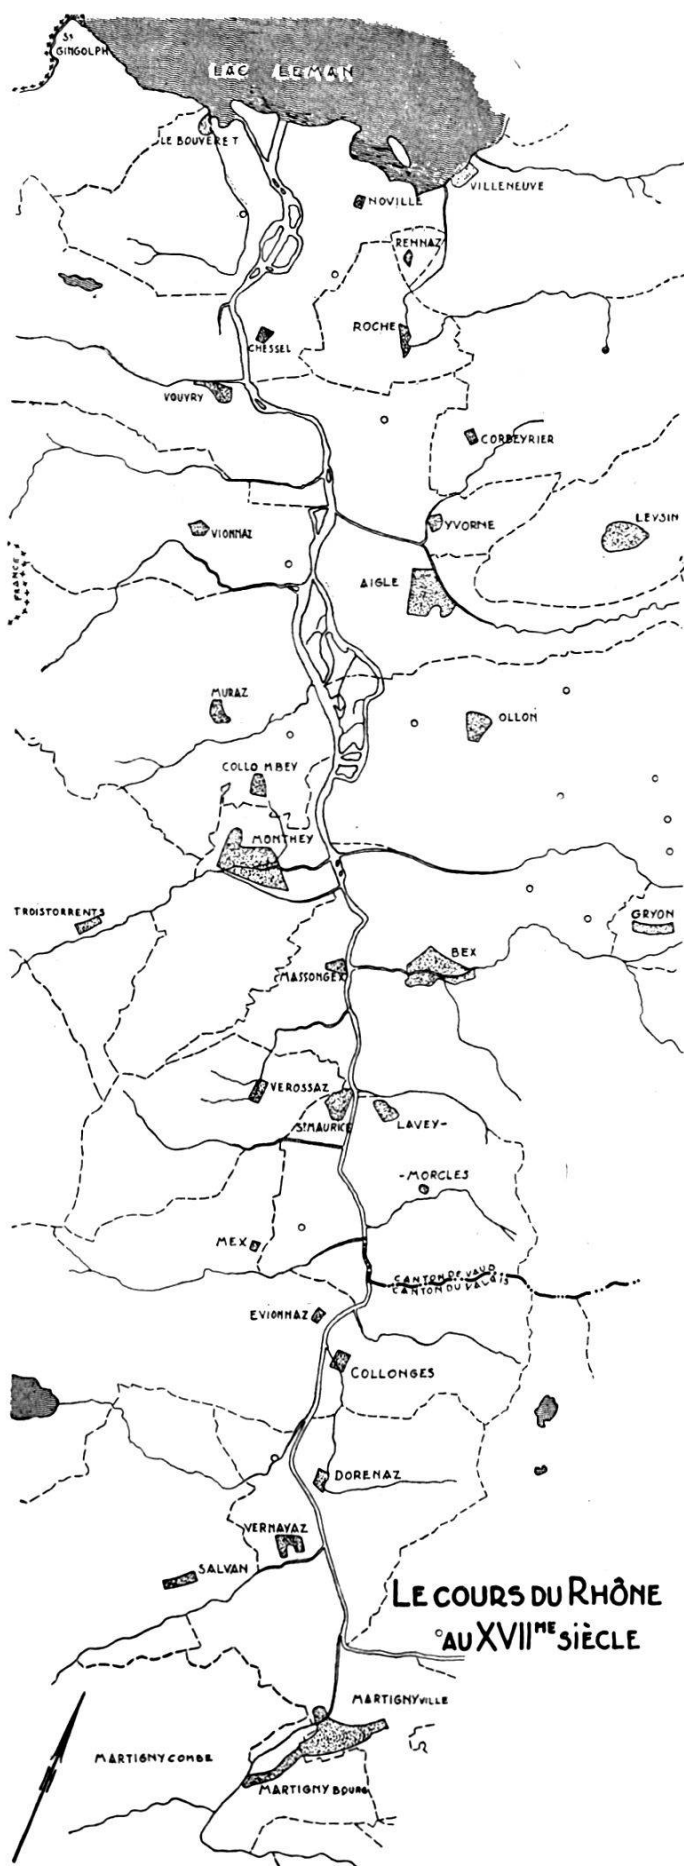 ST
GINGOLPH
LAC LEMAN
LE BOUVERET
VILLENEUVE
NOVILLE
RENNAZ
ROCHE
CHESSEL
VOUVRY
CORBEYRIER
YVORNE
LEYSIN
VIONNAZ
FRANCE
AIGLE
MURAZ
OLLON
COLLOMBEY
MONTHEY
TROISTORRENTS
GRYON
BEX
MASSONGEX
VEROSSAZ
ST MAURICE
LAVEY-
-MORCLES
MEX
CANTON DE VAUD
CANTON DU VALAIS
EVIONNAZ
COLLONGES
DORENAZ
VERNAYAZ
SALVAN
LE COURS DU RHÔNE
AU XVIIME SIÈCLE
MARTIGNYVILLE
MARTIGNY COMBE
MARTIGNY BOURG